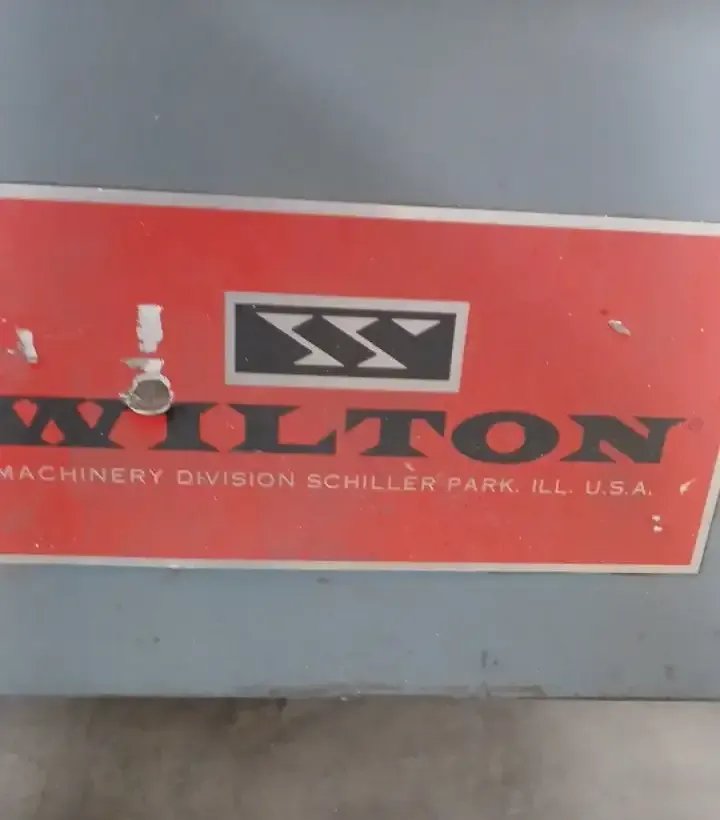 WILTON®
MACHINERY DIVISION SCHILLER PARK. ILL. U.S.A.